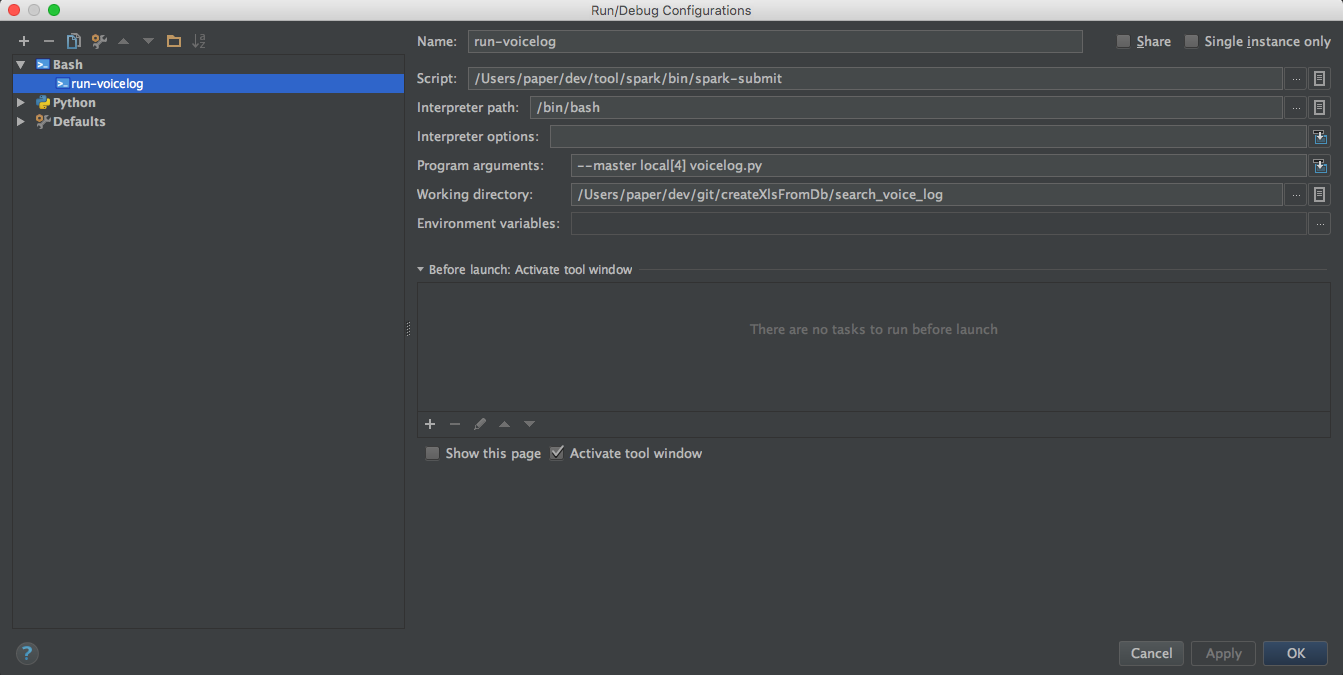 Run/Debug Configurations
Name: run-voicelog Share Single instance only
Bash
run-voicelog
Python
Defaults
Script: /Users/paper/dev/tool/spark/bin/spark-submit ...
Interpreter path: /bin/bash ...
Interpreter options:
Program arguments: --master local[4] voicelog.py
Working directory: /Users/paper/dev/git/createXlsFromDb/search_voice_log ...
Environment variables: ...
Before launch: Activate tool window
There are no tasks to run before launch
Show this page Activate tool window
? Cancel Apply OK